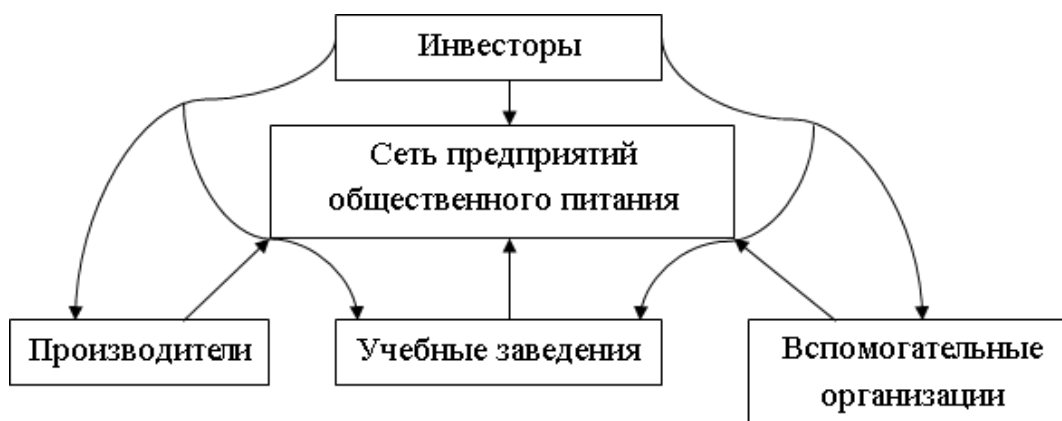 Инвесторы
Сеть предприятий
общественного питания
Производители
Учебные заведения
Вспомогательные
организации